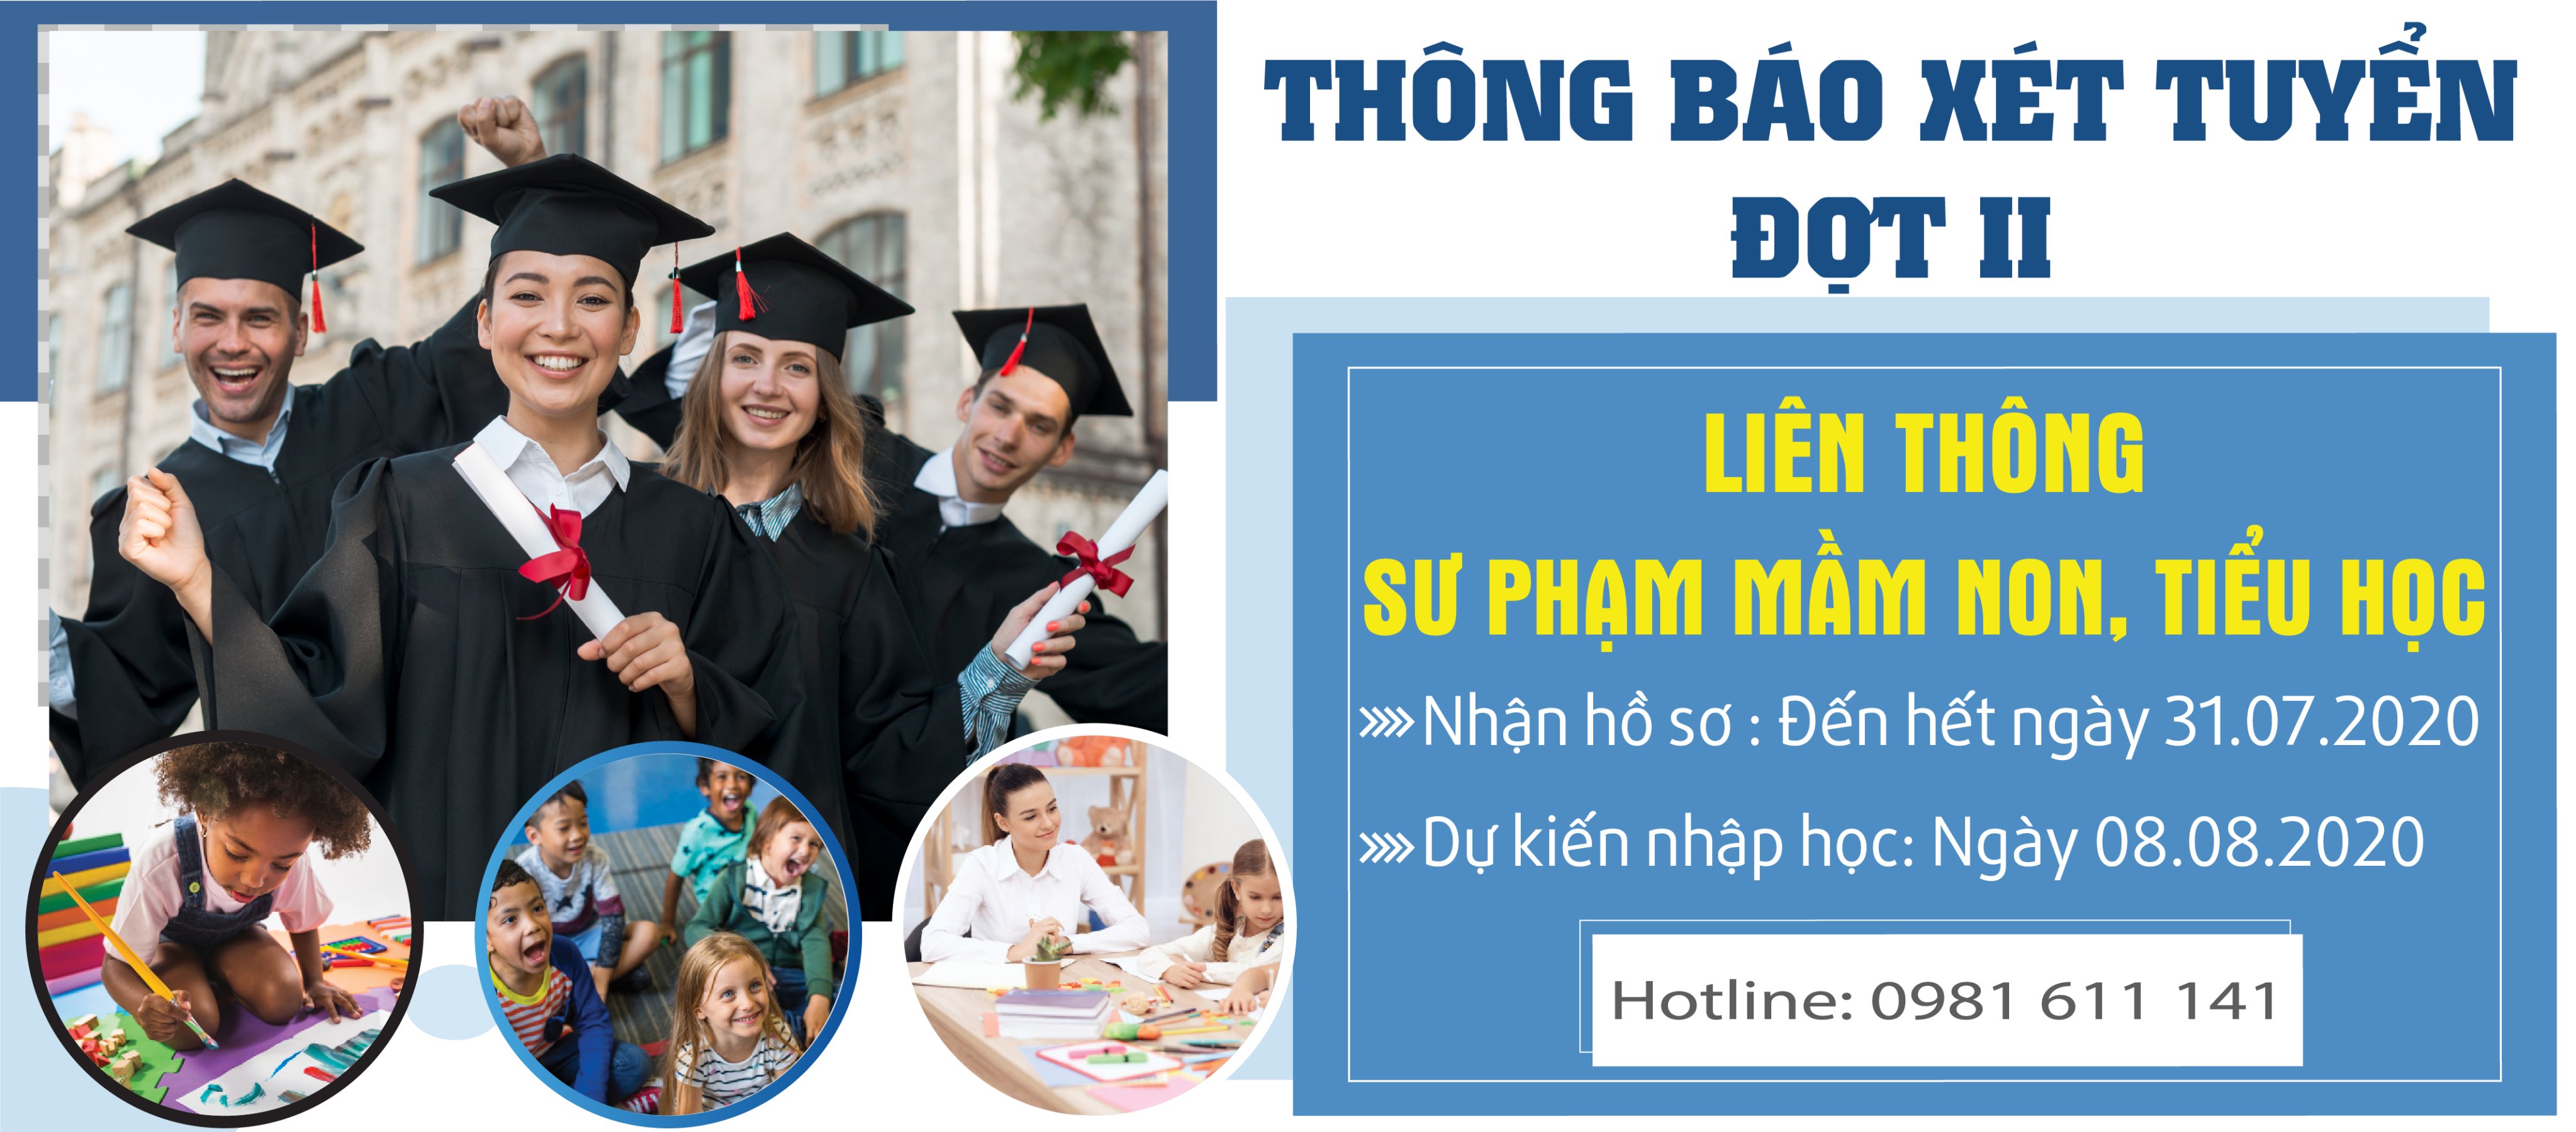 THÔNG BÁO XÉT TUYỂN
ĐỢT II
LIÊN THÔNG
SƯ PHẠM MẦM NON, TIỂU HỌC
Nhận hồ sơ : Đến hết ngày 31.07.2020
Dự kiến nhập học: Ngày 08.08.2020
Hotline: 0981 611 141